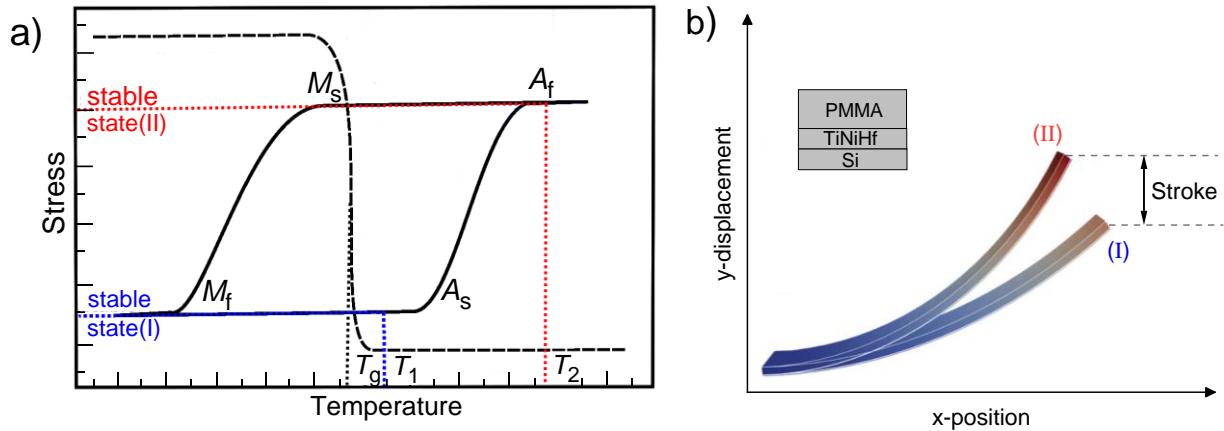 a)
Stress
stable
state(II)
stable
state(I)
Ms
Af
Mf
As
Tg
T1
T2
Temperature
b)
y-displacement
PMMA
TiNiHf
Si
(II)
Stroke
(I)
x-position